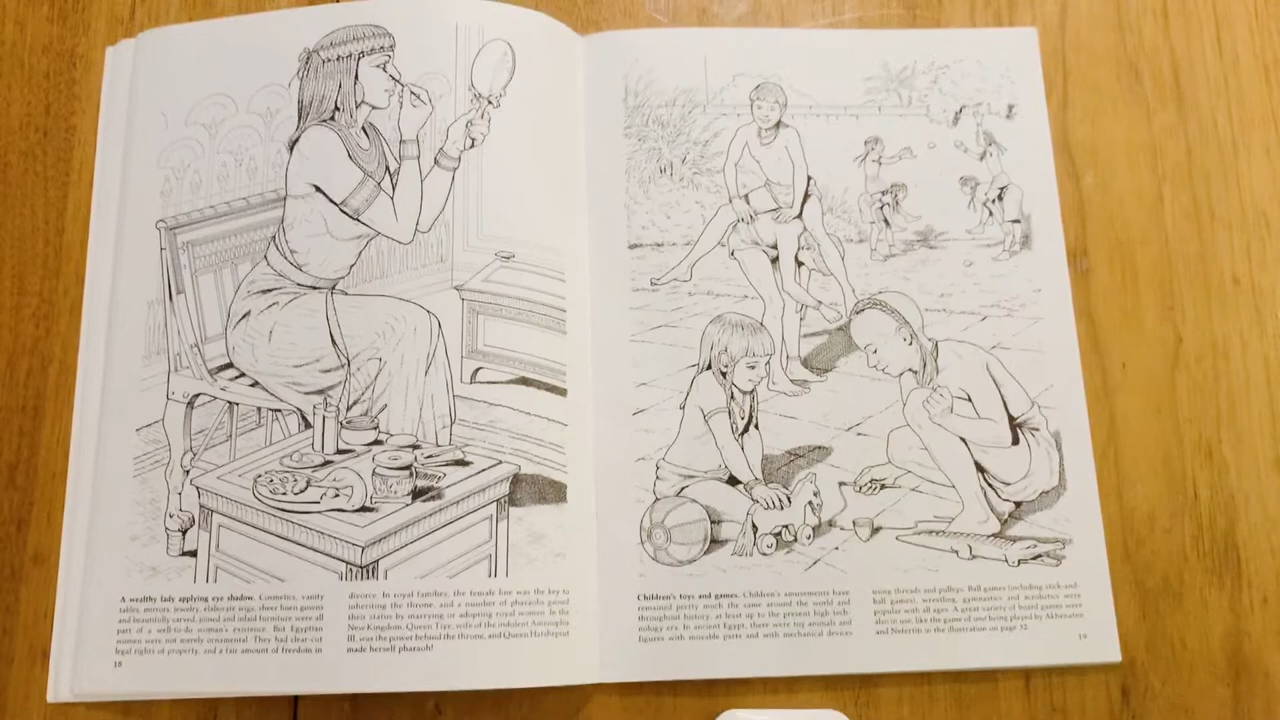 A wealthy lady applying eye shadow. Cosmetics, vanity
tables, mirrors, jewelry, elaborate wigs, sheer linen gowns
and beautifully carved, joined and inlaid furniture were all
part of a well-to-do woman's existence. But Egyptian
women were not merely ornamental. They had clear-cut
legal rights of property, and a fair amount of freedom in
divorce. In royal families, the female line was the key to
inheriting the throne, and a number of pharaohs gained
their status by marrying or adopting royal women. In the
New Kingdom, Queen Tiye, wife of the indolent Amenophis
III, was the power behind the throne, and Queen Hatshepsut
made herself pharaoh!
18
Children's toys and games. Children's amusements have
remained pretty much the same around the world and
throughout history, at least up to the present high tech-
nology era. In ancient Egypt, there were toy animals and
figures with moveable parts and with mechanical devices
using threads and pulleys. Ball games (including stick-and-
ball games), wrestling, gymnastics and acrobatics were
popular with all ages. A great variety of board games were
also in use, like the game of being played by Akhenaten
and Nefertiti in the illustration on page 32.
19